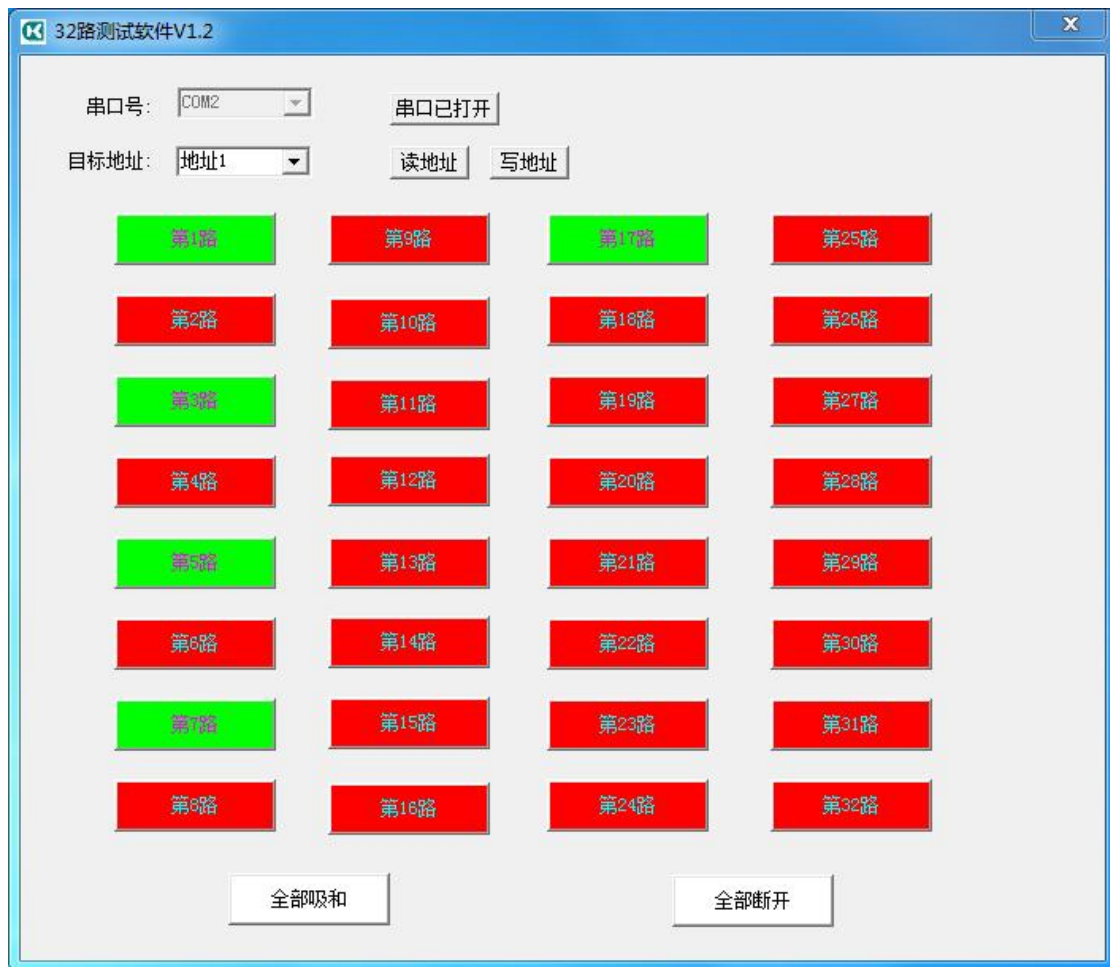 32路测试软件V1.2
串口号: COM2 串口已打开
目标地址: 地址1 读地址 写地址
第1路 第9路 第17路 第25路
第2路 第10路 第18路 第26路
第3路 第11路 第19路 第27路
第4路 第12路 第20路 第28路
第5路 第13路 第21路 第29路
第6路 第14路 第22路 第30路
第7路 第15路 第23路 第31路
第8路 第16路 第24路 第32路
全部吸和 全部断开